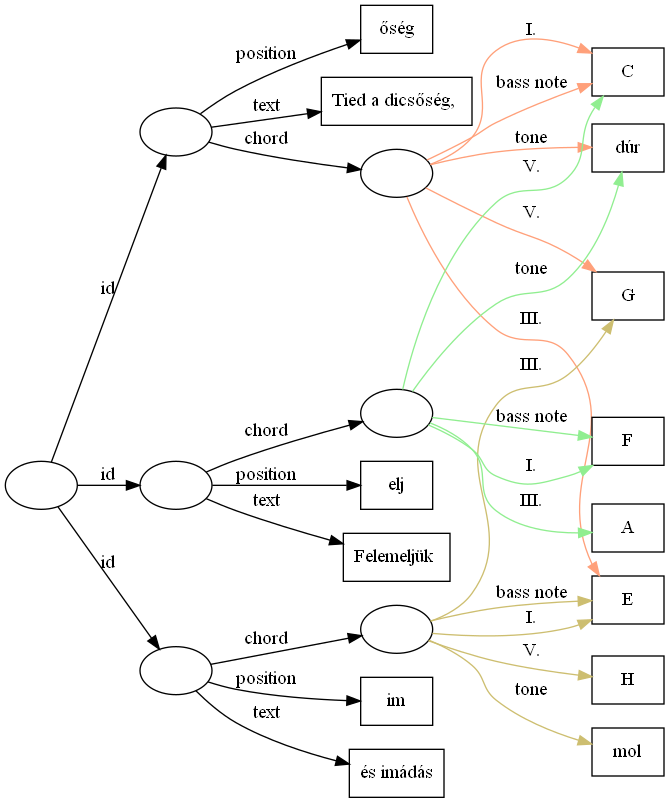 őség
position
I.
C
text
Tied a dicsőség,
bass note
chord
tone
dúr
V.
V.
id
tone
G
III.
III.
chord
bass note
F
id
position
elj
I.
text
III.
A
Felemeljük
id
bass note
E
I.
chord
V.
H
position
im
tone
text
mol
és imádás